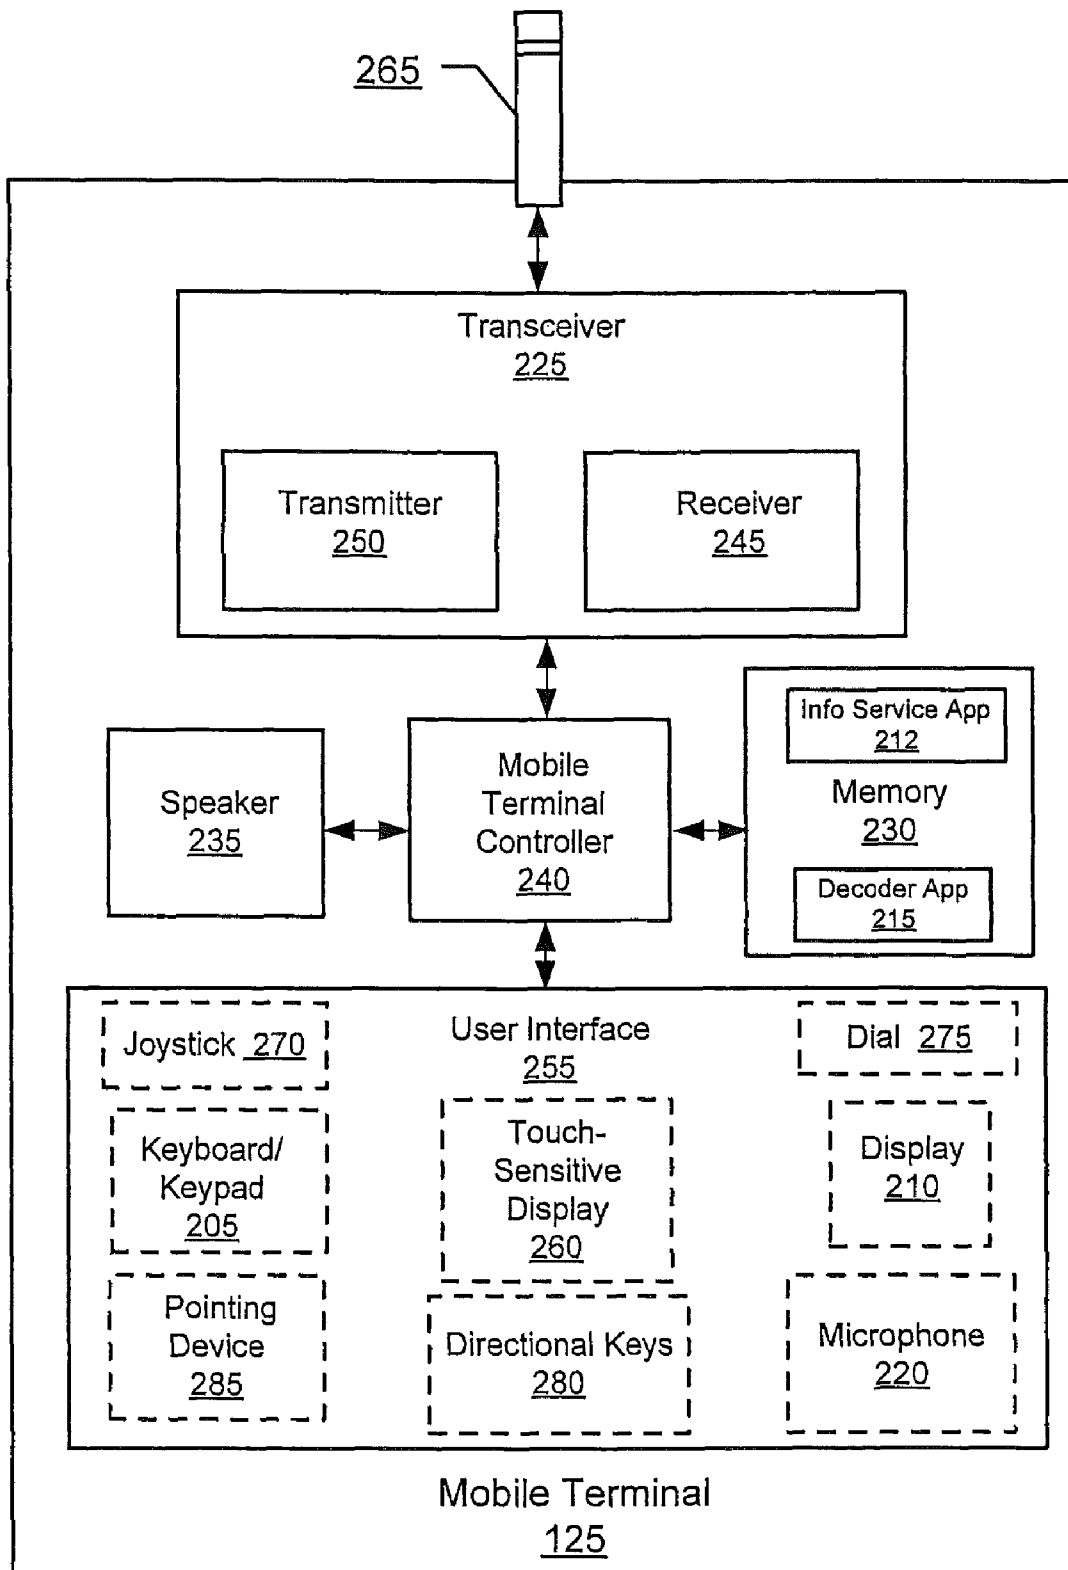 265
Transceiver
225
Transmitter
250
Receiver
245
Info Service App
212
Memory
230
Decoder App
215
Speaker
235
Mobile
Terminal
Controller
240
User Interface
255
Joystick 270
Dial 275
Keyboard/
Keypad
205
Touch-
Sensitive
Display
260
Display
210
Pointing
Device
285
Directional Keys
280
Microphone
220
Mobile Terminal
125